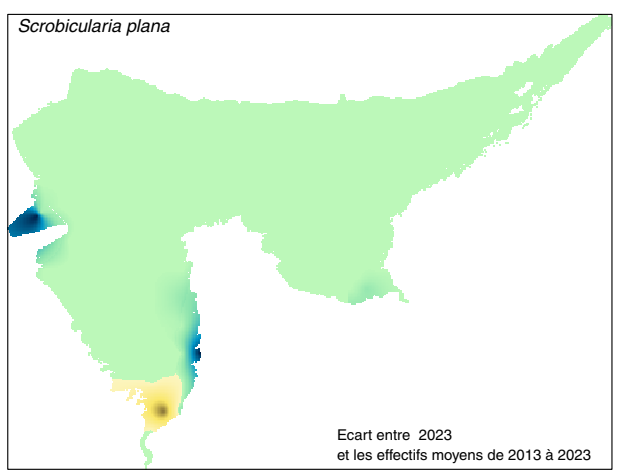 Scrobicularia plana
Ecart entre 2023
et les effectifs moyens de 2013 à 2023